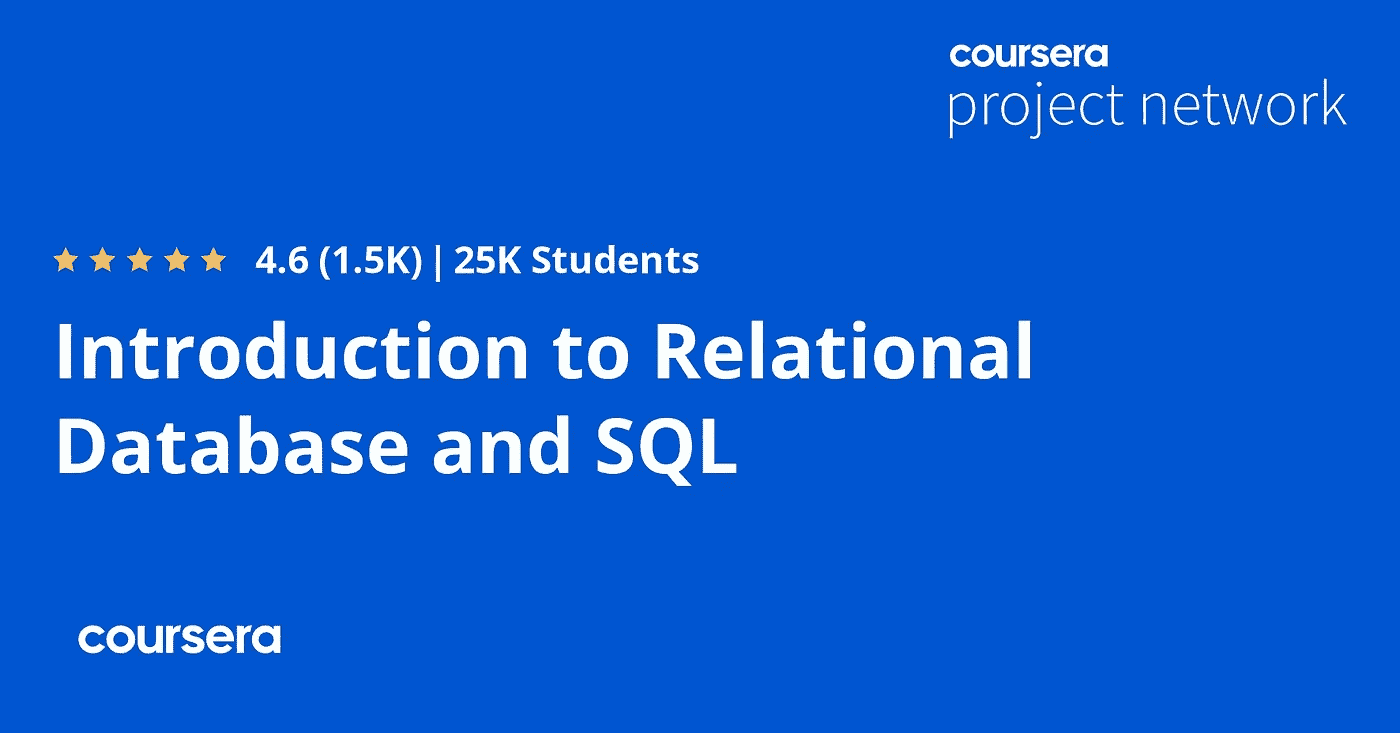 coursera
project network
4.6 (1.5K) | 25K Students
Introduction to Relational
Database and SQL
coursera